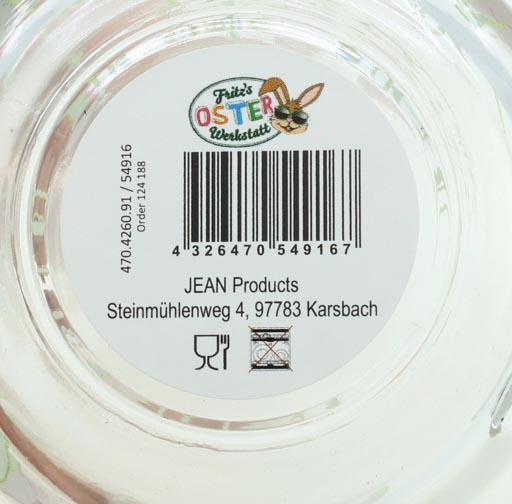 Fritz's
OSTER
Werkstatt
470.4260.91 / 54916
Order 124 188
4 326470 549167
JEAN Products
Steinmühlenweg 4, 97783 Karsbach